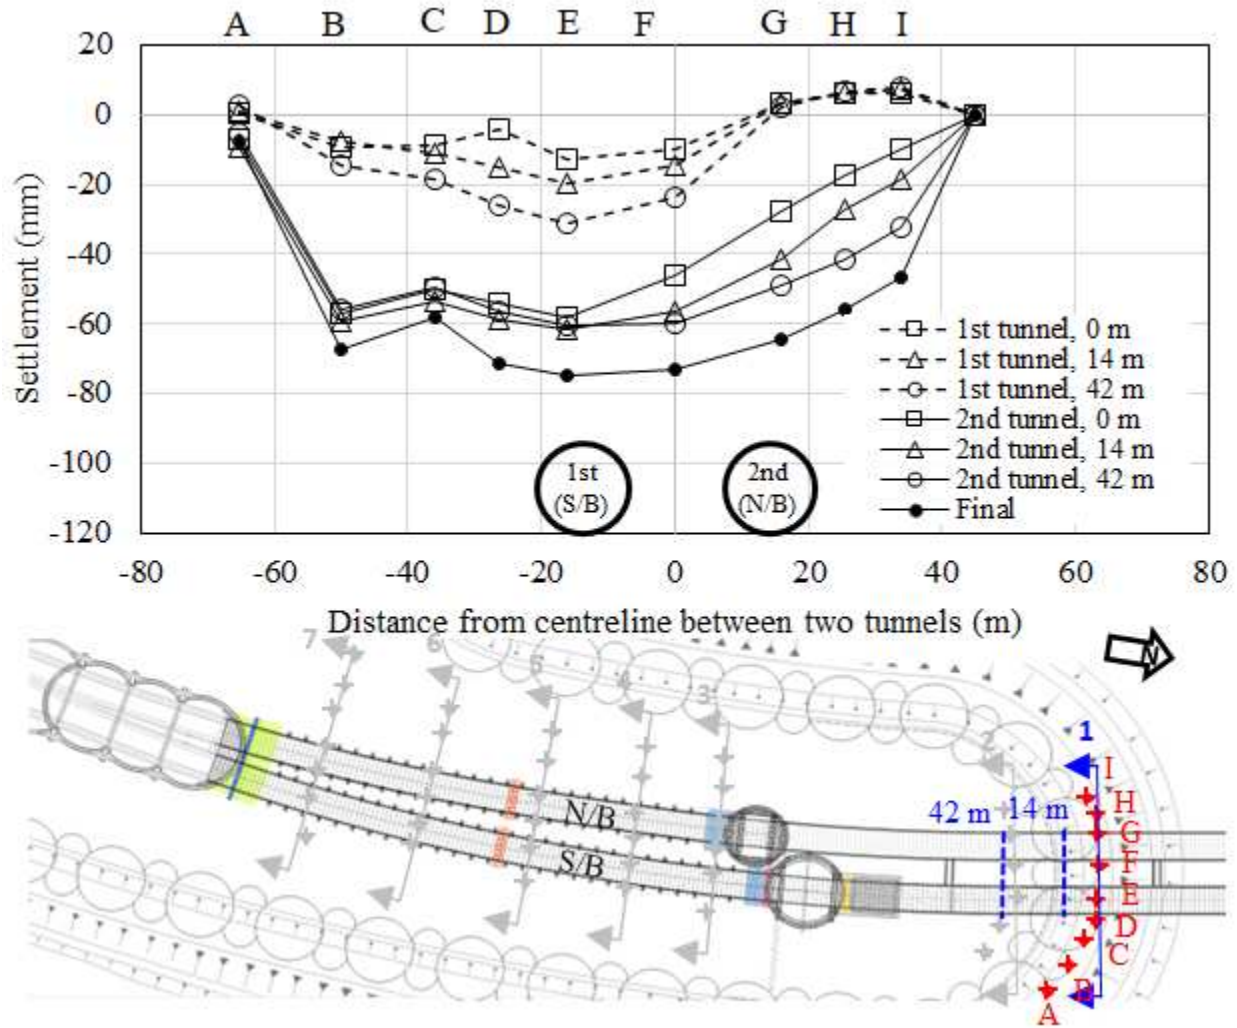 A B C D E F G H I
20
0
-20
-40
-60
-80
-100
-120
Settlement (mm)
1st tunnel, 0 m
1st tunnel, 14 m
1st tunnel, 42 m
2nd tunnel, 0 m
2nd tunnel, 14 m
2nd tunnel, 42 m
Final
1st
(S/B)
2nd
(N/B)
-80 -60 -40 -20 0 20 40 60 80
Distance from centreline between two tunnels (m)
7 6 5 4 3 2 1
N
N/B
S/B
42 m 14 m
I
H
G
F
E
D
C
B
A